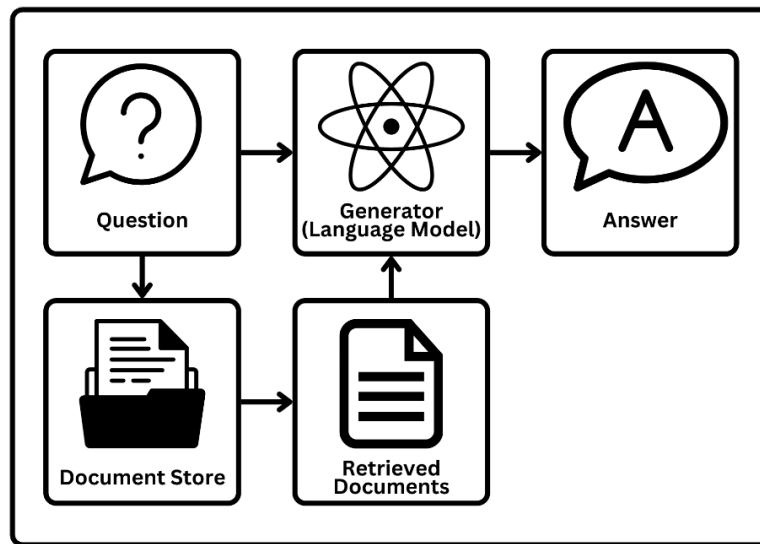 ?
Question
Generator
(Language Model)
A
Answer
Document Store
Retrieved
Documents